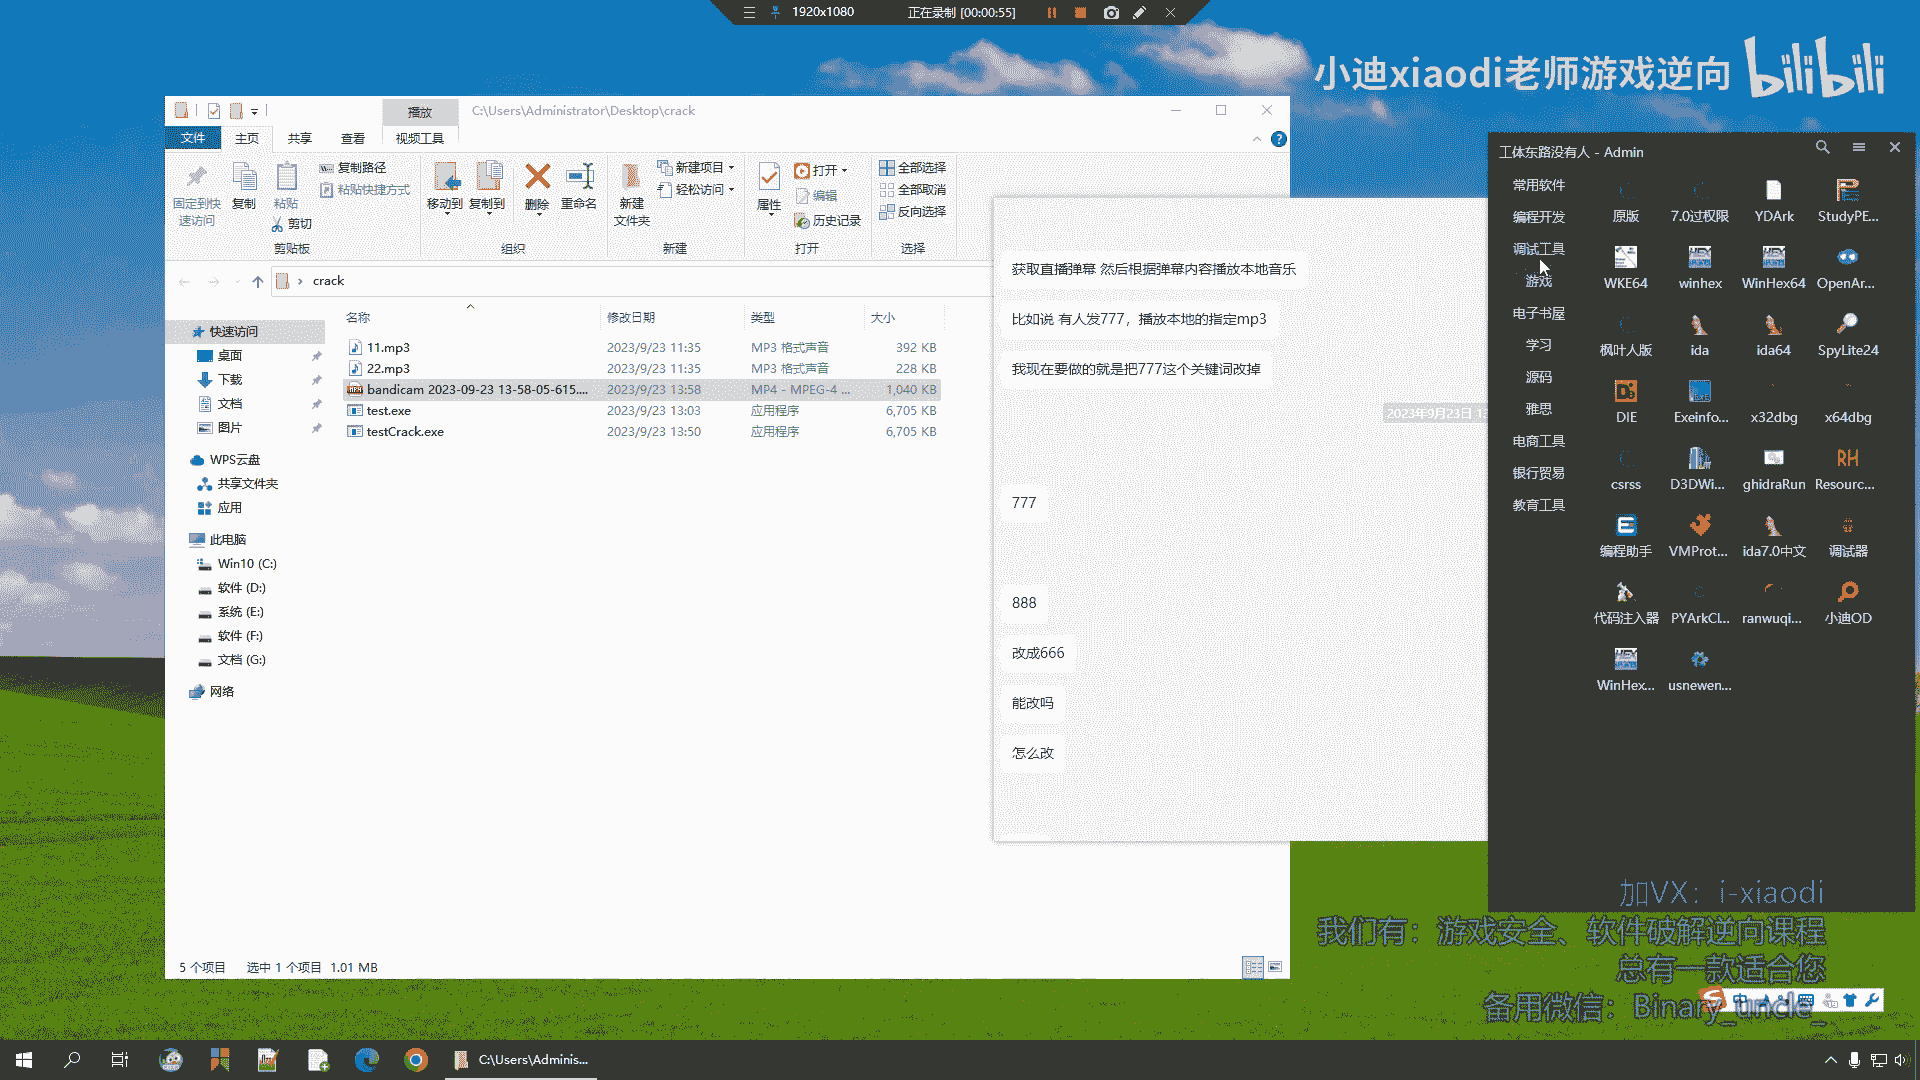 1920x1080
正在录制 [00:00:55]
小迪xiaodi老师游戏逆向 bilibili
播放
C:\Users\Administrator\Desktop\crack
文件
主页
共享
查看
视频工具
固定到快速访问
复制
粘贴
复制路径
粘贴快捷方式
剪切
剪贴板
移动到
复制到
删除
重命名
组织
新建文件夹
新建项目
轻松访问
新建
属性
打开
编辑
历史记录
打开
全部选择
全部取消
反向选择
选择
crack
名称
修改日期
类型
大小
11.mp3 2023/9/23 11:35 MP3 格式声音 392 KB
22.mp3 2023/9/23 11:35 MP3 格式声音 228 KB
bandicam 2023-09-23 13-58-05-615.... 2023/9/23 13:58 MP4 - MPEG-4 ... 1,040 KB
test.exe 2023/9/23 13:03 应用程序 6,705 KB
testCrack.exe 2023/9/23 13:50 应用程序 6,705 KB
快速访问
桌面
下载
文档
图片
WPS云盘
共享文件夹
应用
此电脑
Win10 (C:)
软件 (D:)
系统 (E:)
软件 (F:)
文档 (G:)
网络
5 个项目
选中 1 个项目 1.01 MB
获取直播弹幕 然后根据弹幕内容播放本地音乐
比如说 有人发777，播放本地的指定mp3
我现在要做的就是把777这个关键词改掉
2023年9月23日
777
888
改成666
能改吗
怎么改
工体东路没有人 - Admin
常用软件
编程开发
调试工具
游戏
电子书屋
学习
源码
雅思
电商工具
银行贸易
教育工具
原版
7.0过权限
YDArk
StudyPE...
WKE64
winhex
WinHex64
OpenAr...
枫叶人版
ida
ida64
SpyLite24
DIE
Exeinfo...
x32dbg
x64dbg
csrss
D3DWi...
ghidraRun
Resourc...
编程助手
VMProt...
ida7.0中文
调试器
代码注入器
PYArkCl...
ranwuqi...
小迪OD
WinHex...
usnewen...
加VX：i-xiaodi
我们有：游戏安全、软件破解逆向课程
总有一款适合您
备用微信：Binary_uncle_
C:\Users\Adminis...